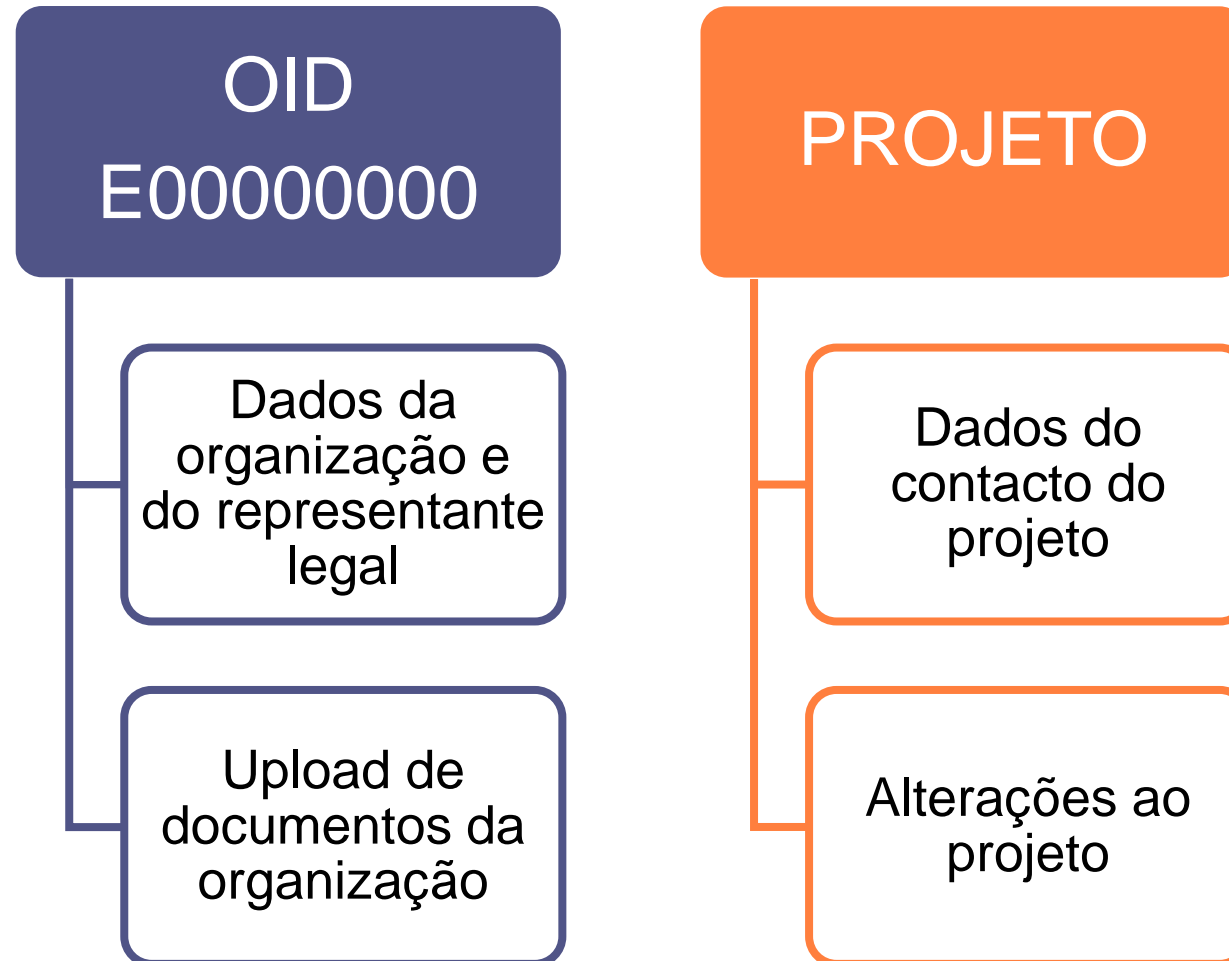 OID
E00000000
Dados da
organização e
do representante
legal
Upload de
documentos da
organização
PROJETO
Dados do
contacto do
projeto
Alterações ao
projeto